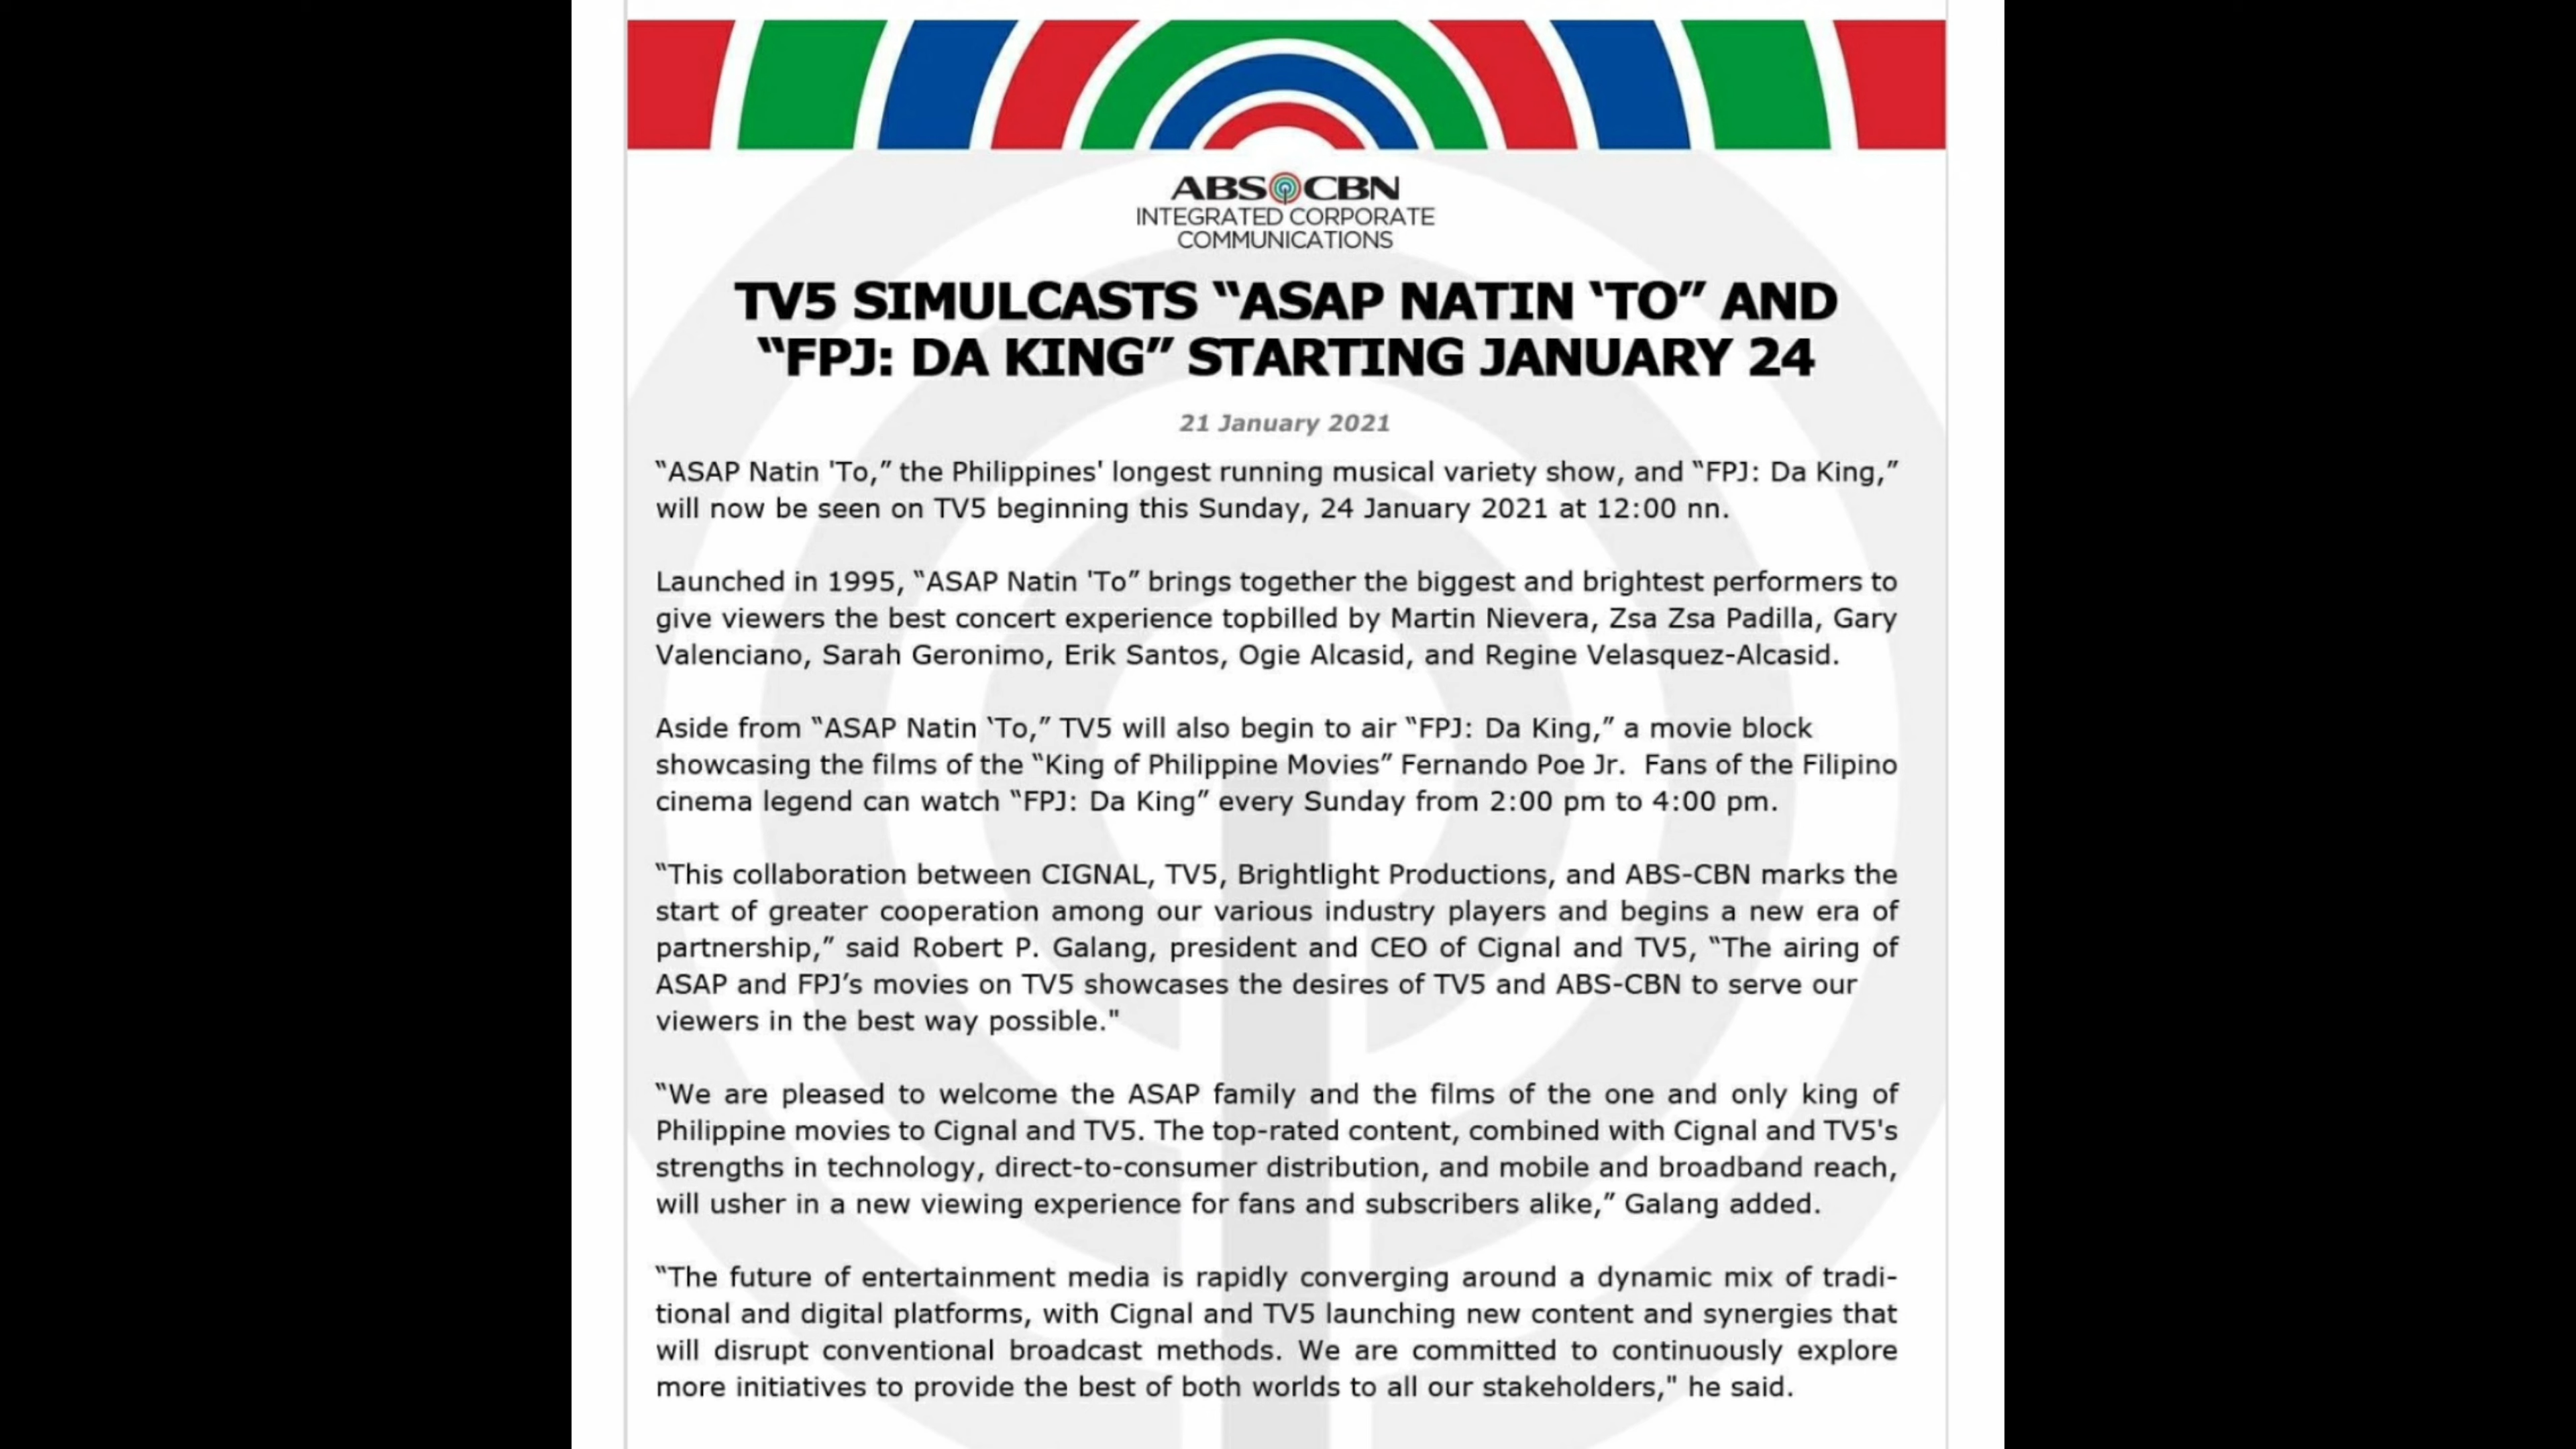 ABS CBN
INTEGRATED CORPORATE
COMMUNICATIONS
TV5 SIMULCASTS “ASAP NATIN ‘TO” AND
“FPJ: DA KING” STARTING JANUARY 24
21 January 2021
“ASAP Natin 'To,” the Philippines' longest running musical variety show, and “FPJ: Da King,”
will now be seen on TV5 beginning this Sunday, 24 January 2021 at 12:00 nn.
Launched in 1995, “ASAP Natin 'To” brings together the biggest and brightest performers to
give viewers the best concert experience topbilled by Martin Nievera, Zsa Zsa Padilla, Gary
Valenciano, Sarah Geronimo, Erik Santos, Ogie Alcasid, and Regine Velasquez-Alcasid.
Aside from “ASAP Natin ‘To,” TV5 will also begin to air “FPJ: Da King,” a movie block
showcasing the films of the “King of Philippine Movies” Fernando Poe Jr. Fans of the Filipino
cinema legend can watch “FPJ: Da King” every Sunday from 2:00 pm to 4:00 pm.
“This collaboration between CIGNAL, TV5, Brightlight Productions, and ABS-CBN marks the
start of greater cooperation among our various industry players and begins a new era of
partnership,” said Robert P. Galang, president and CEO of Cignal and TV5, “The airing of
ASAP and FPJ’s movies on TV5 showcases the desires of TV5 and ABS-CBN to serve our
viewers in the best way possible."
“We are pleased to welcome the ASAP family and the films of the one and only king of
Philippine movies to Cignal and TV5. The top-rated content, combined with Cignal and TV5's
strengths in technology, direct-to-consumer distribution, and mobile and broadband reach,
will usher in a new viewing experience for fans and subscribers alike,” Galang added.
“The future of entertainment media is rapidly converging around a dynamic mix of tradi-
tional and digital platforms, with Cignal and TV5 launching new content and synergies that
will disrupt conventional broadcast methods. We are committed to continuously explore
more initiatives to provide the best of both worlds to all our stakeholders," he said.